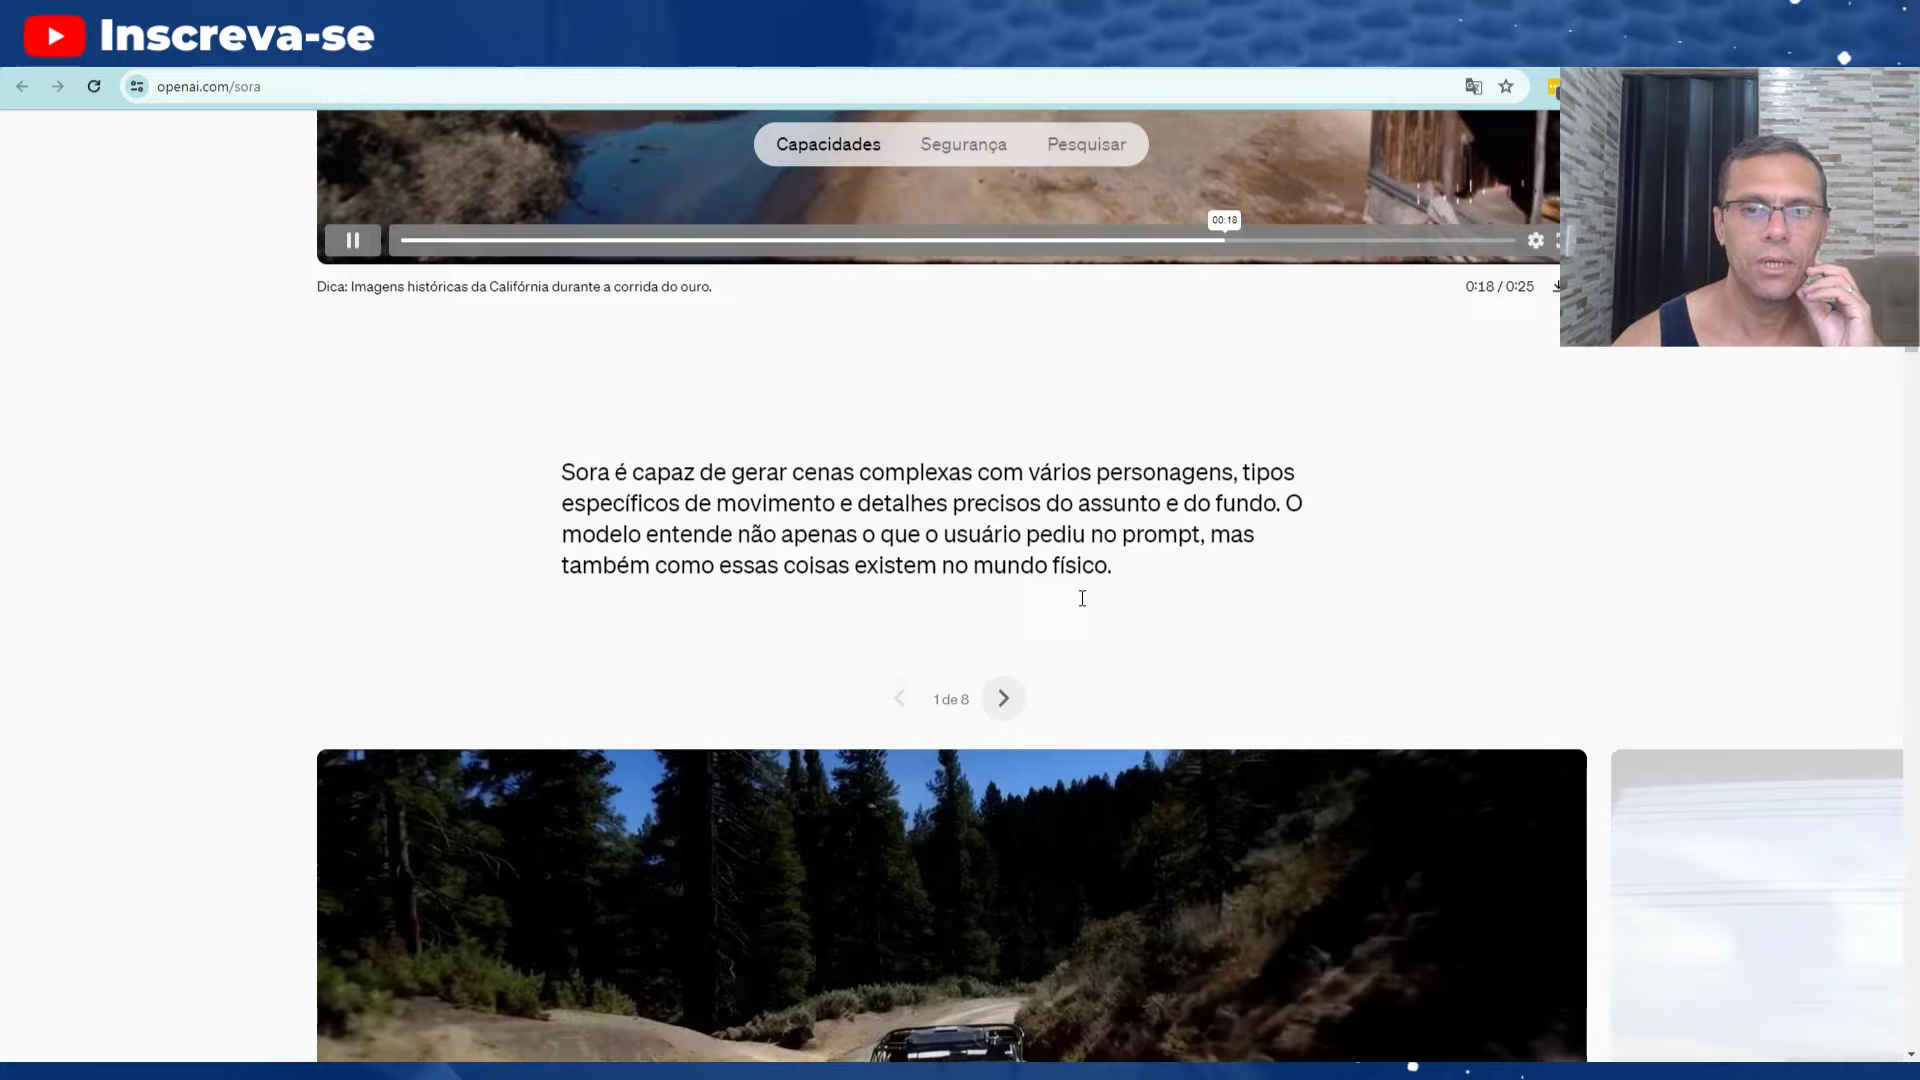 Inscreva-se
openai.com/sora
Capacidades
Segurança
Pesquisar
00:18
Dica: Imagens históricas da Califórnia durante a corrida do ouro.
0:18 / 0:25
Sora é capaz de gerar cenas complexas com vários personagens, tipos
específicos de movimento e detalhes precisos do assunto e do fundo. O
modelo entende não apenas o que o usuário pediu no prompt, mas
também como essas coisas existem no mundo físico.
1 de 8